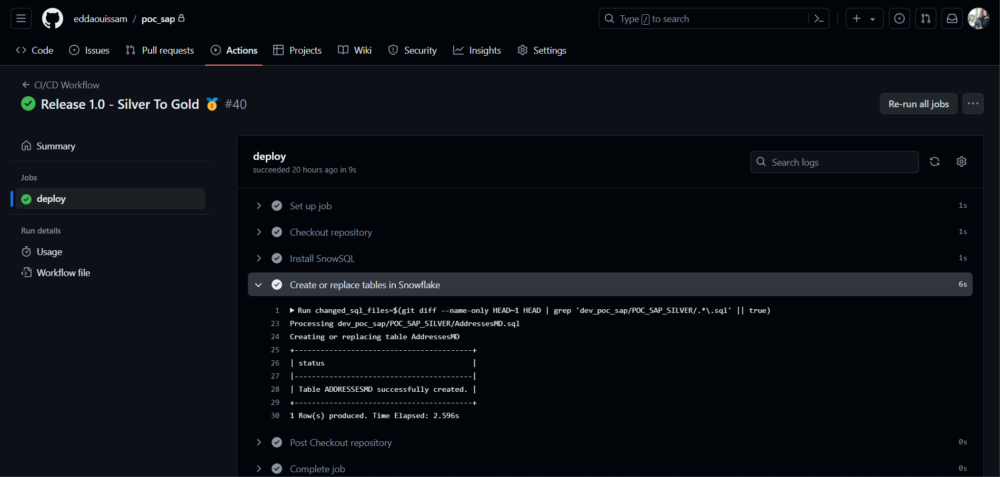 eddaouissam / poc_sap
Type / to search
Code
Issues
Pull requests
Actions
Projects
Wiki
Security
Insights
Settings
CI/CD Workflow
Release 1.0 - Silver To Gold 🥇 #40
Re-run all jobs
Summary
Jobs
deploy
Run details
Usage
Workflow file
deploy
succeeded 20 hours ago in 9s
Search logs
Set up job 1s
Checkout repository 1s
Install SnowSQL 1s
Create or replace tables in Snowflake 6s
1 ▶ Run changed_sql_files=$(git diff --name-only HEAD~1 HEAD | grep 'dev_poc_sap/POC_SAP_SILVER/.*\.sql' || true)
23 Processing dev_poc_sap/POC_SAP_SILVER/AddressesMD.sql
24 Creating or replacing table AddressesMD
25 +-----------------------------------------+
26 | status                                  |
27 |-----------------------------------------|
28 | Table ADDRESSESMD successfully created. |
29 +-----------------------------------------+
30 1 Row(s) produced. Time Elapsed: 2.596s
Post Checkout repository 0s
Complete job 0s